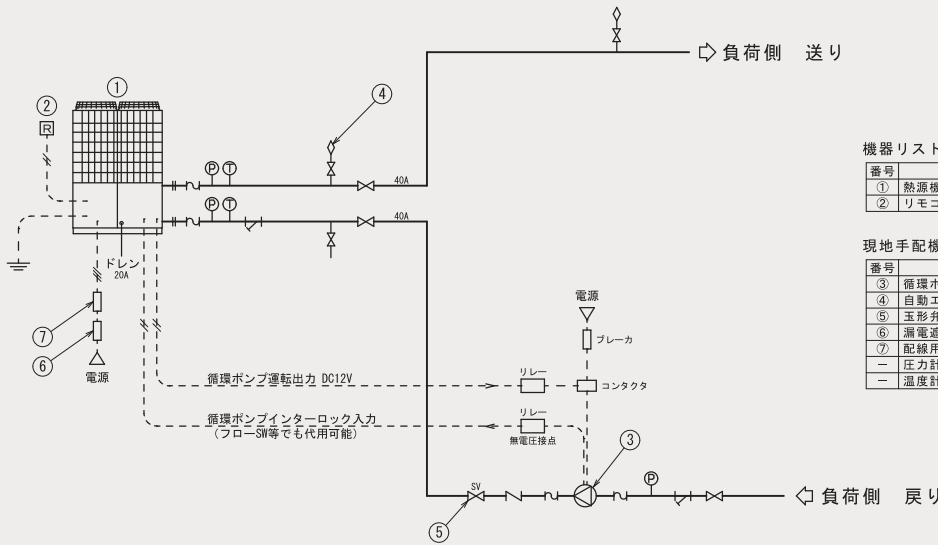 負荷側 送り
①
②
R
④
P T
40A
P T
40A
ドレン
20A
⑦
⑥
電源
電源
ブレーカ
循環ポンプ運転出力 DC12V
リレー
コンタクタ
循環ポンプインターロック入力
(フローSW等でも代用可能)
リレー
無電圧接点
③
SV
P
⑤
負荷側 戻り
機器リスト
番号
① 熱源機
② リモコ
現地手配機
番号
③ 循環ポ
④ 自動エ
⑤ 玉形弁
⑥ 漏電遮
⑦ 配線用
― 圧力計
― 温度計